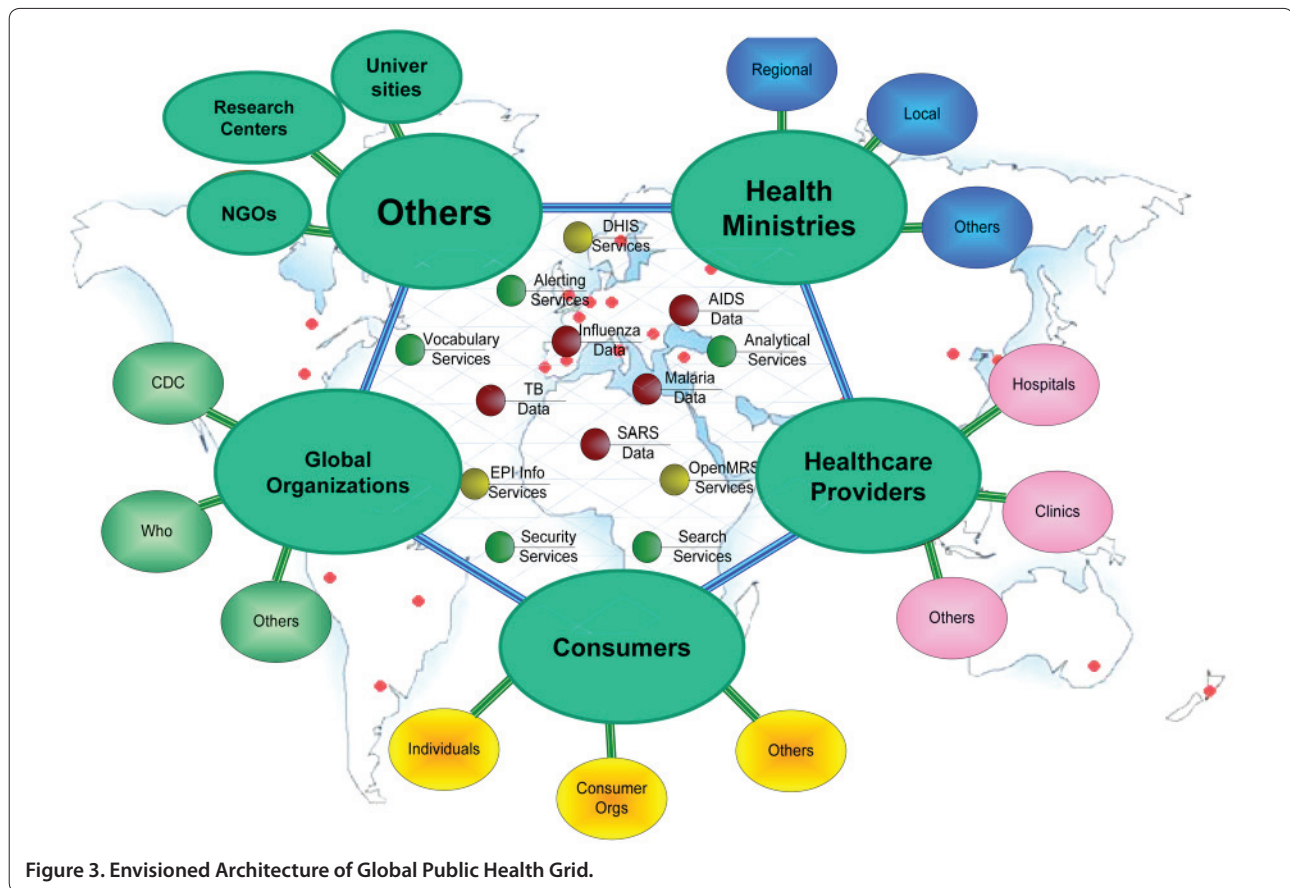 Univer
sities
Research
Centers
NGOs
Others
Regional
Local
Others
Health
Ministries
DHIS
Services
Alerting
Services
AIDS
Data
Vocabulary
Services
Influenza
Data
Analytical
Services
TB
Data
Malaria
Data
SARS
Data
EPI Info
Services
OpenMRS
Services
Security
Services
Search
Services
CDC
Who
Others
Global
Organizations
Healthcare
Providers
Hospitals
Clinics
Others
Consumers
Individuals
Consumer
Orgs
Others
Figure 3. Envisioned Architecture of Global Public Health Grid.